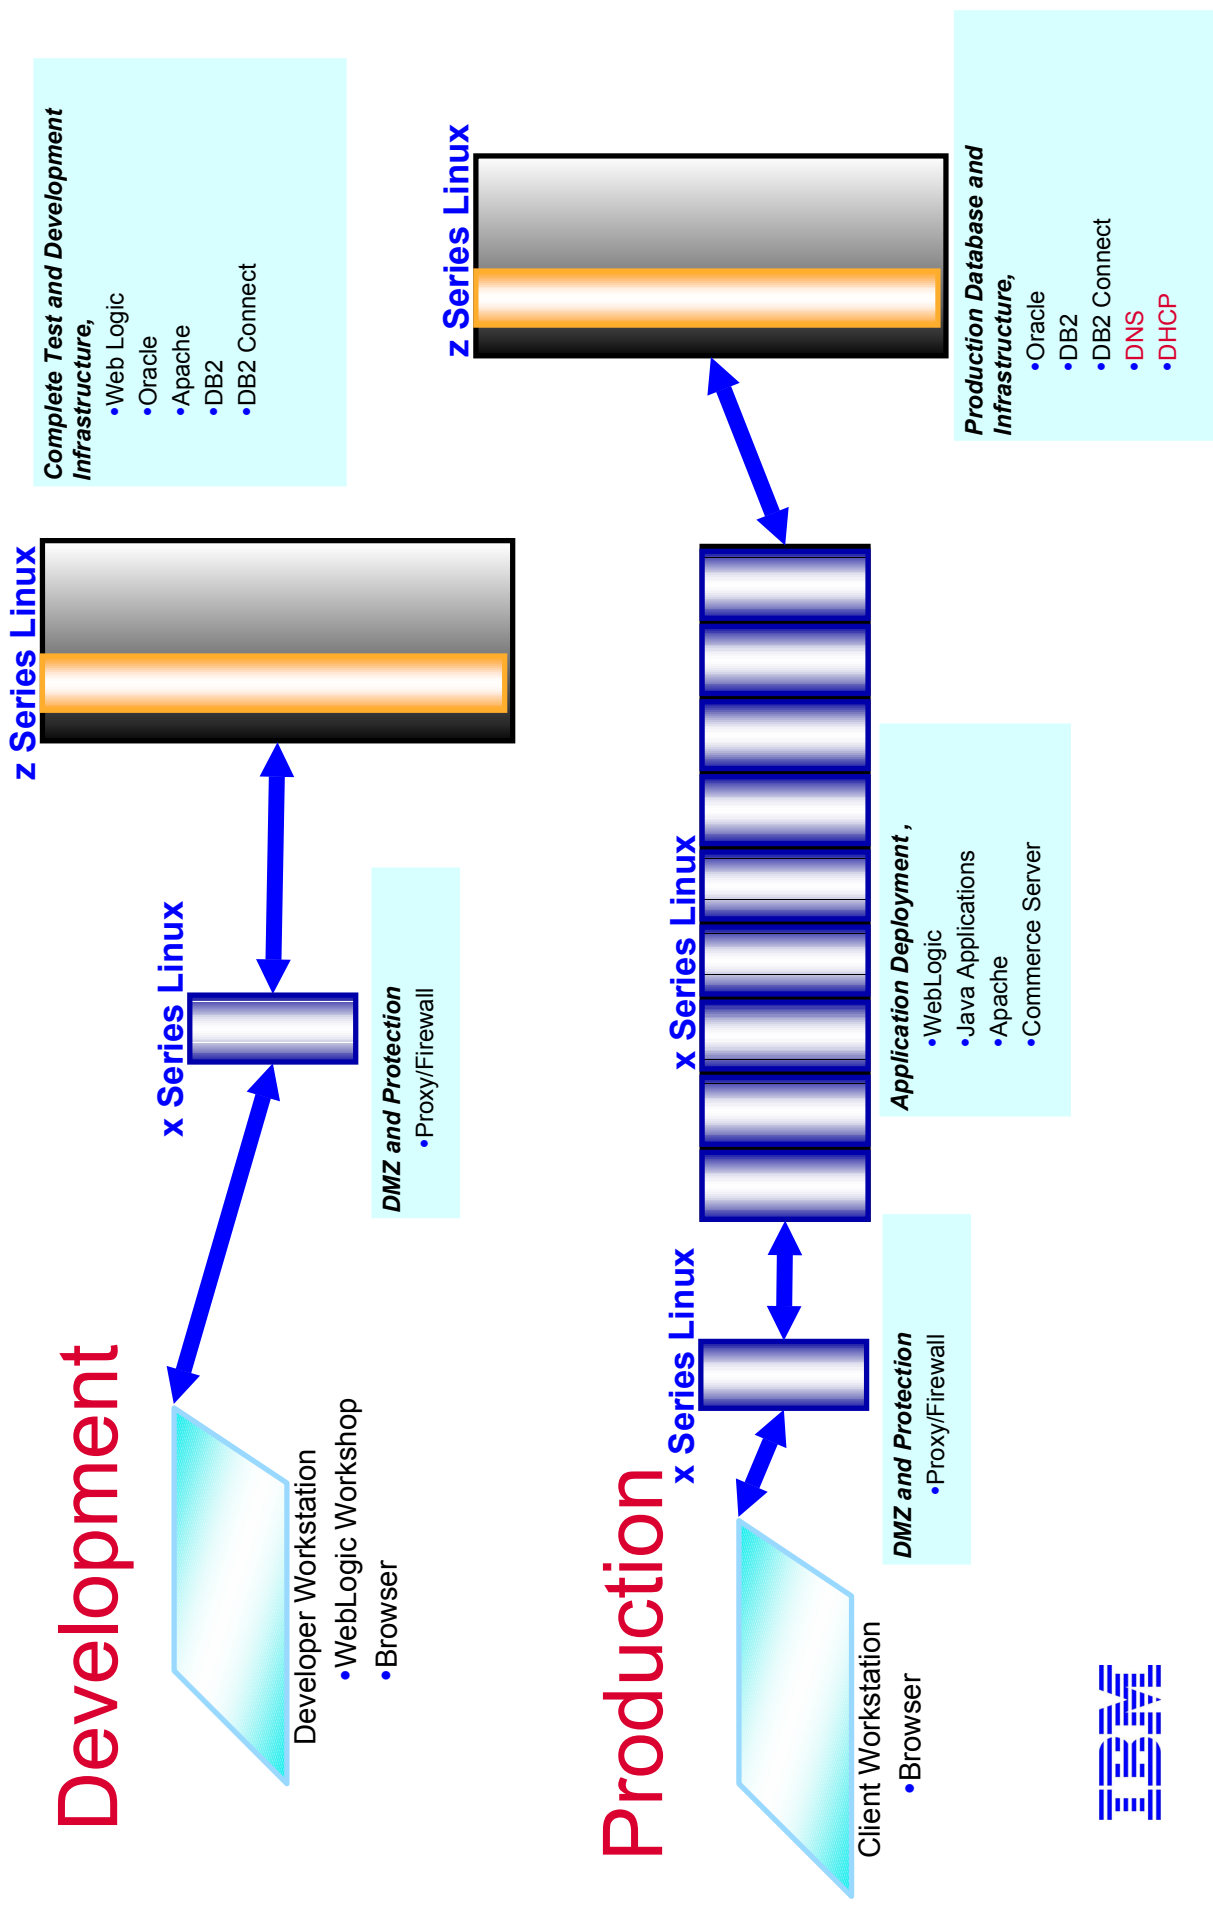 Development
Developer Workstation
•WebLogic Workshop
•Browser
x Series Linux
DMZ and Protection
•Proxy/Firewall
z Series Linux
Complete Test and Development
Infrastructure,
•Web Logic
•Oracle
•Apache
•DB2
•DB2 Connect
Production
Client Workstation
•Browser
x Series Linux
DMZ and Protection
•Proxy/Firewall
x Series Linux
Application Deployment ,
•WebLogic
•Java Applications
•Apache
•Commerce Server
z Series Linux
Production Database and
Infrastructure,
•Oracle
•DB2
•DB2 Connect
•DNS
•DHCP
IBM